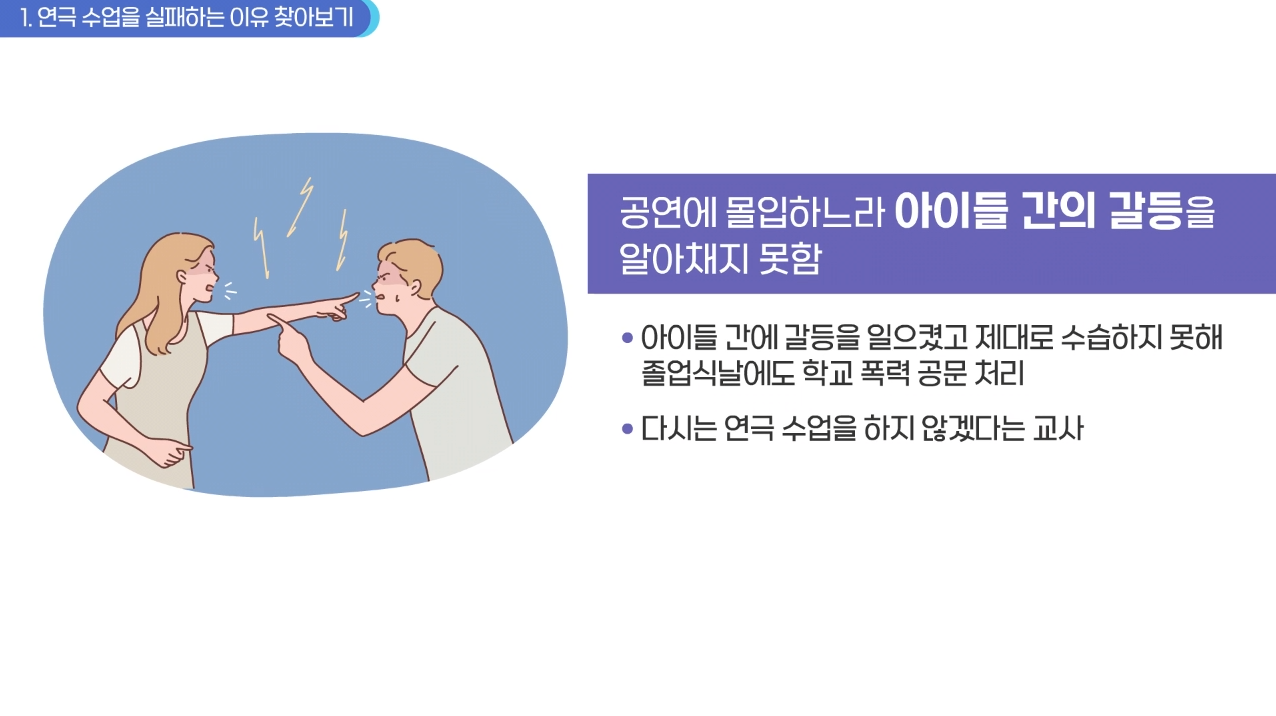 1. 연극 수업을 실패하는 이유 찾아보기
공연에 몰입하느라 아이들 간의 갈등을
알아채지 못함
• 아이들 간에 갈등을 일으켰고 제대로 수습하지 못해
졸업식날에도 학교 폭력 공문 처리
• 다시는 연극 수업을 하지 않겠다는 교사